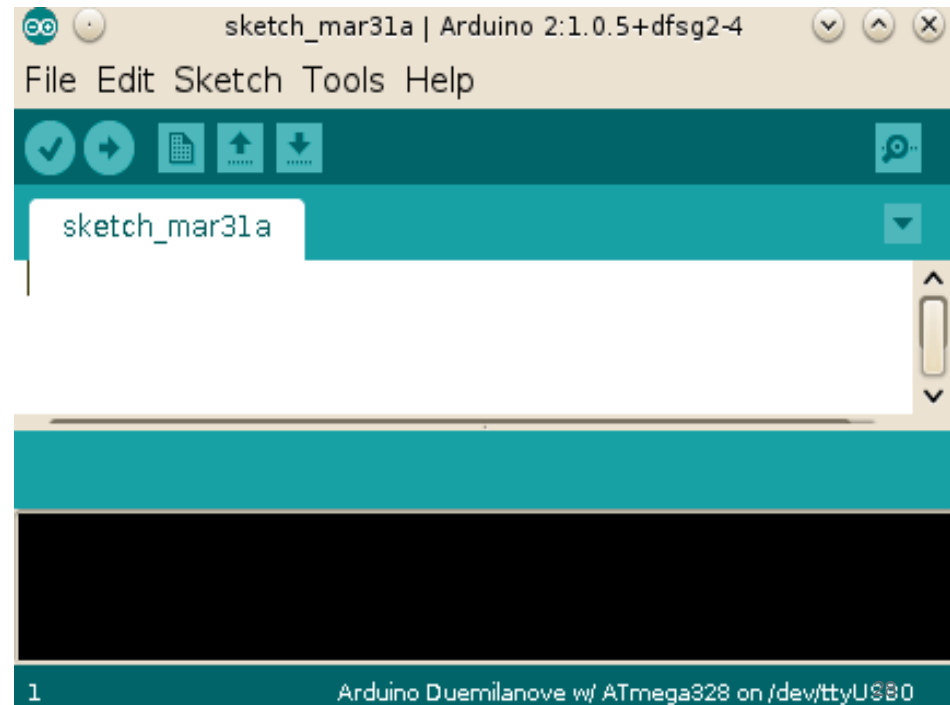 sketch_mar31a | Arduino 2:1.0.5+dfsg2-4
File Edit Sketch Tools Help
sketch_mar31a
1 Arduino Duemilanove w/ ATmega328 on /dev/ttyUSB0